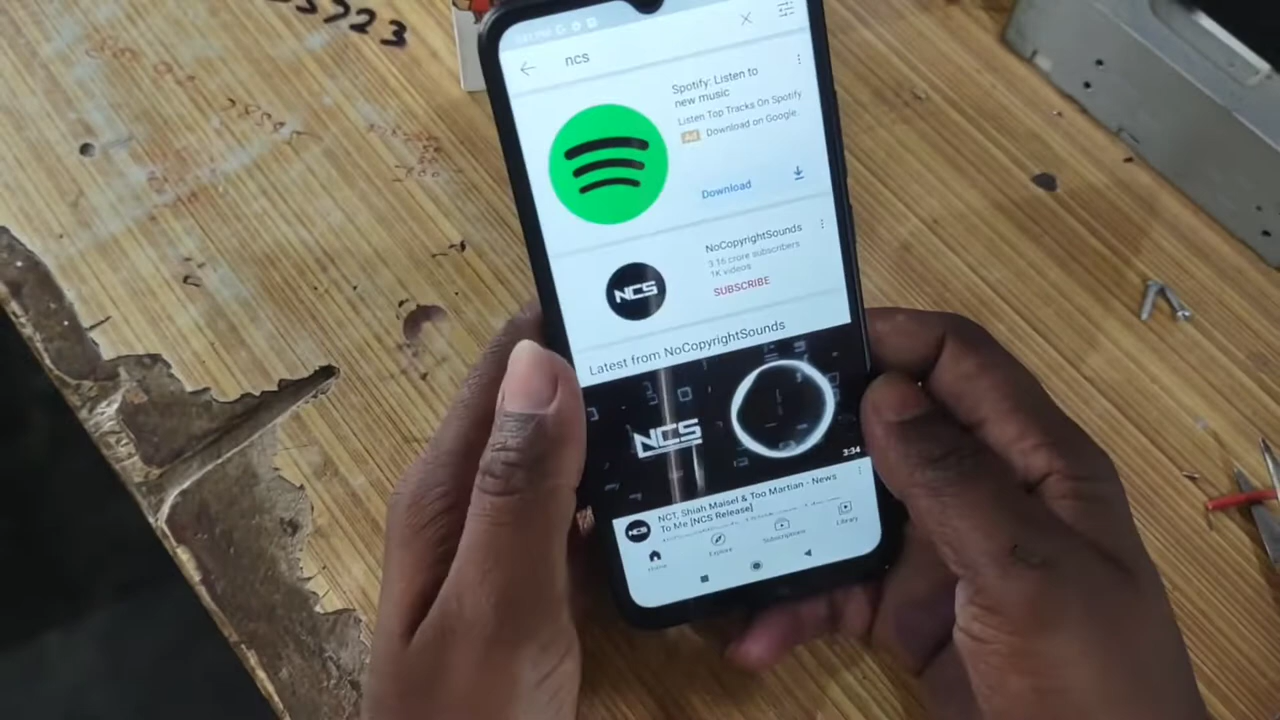 ncs
Spotify: Listen to
new music
Listen Top Tracks On Spotify
Ad Download on Google
Download
NoCopyrightSounds
3.16 crore subscribers
1K videos
SUBSCRIBE
NCS
Latest from NoCopyrightSounds
NCS
3:34
NCT, Shiah Maisel & Too Martian - News
To Me [NCS Release]
NCS
Home
Explore
Subscriptions
Library